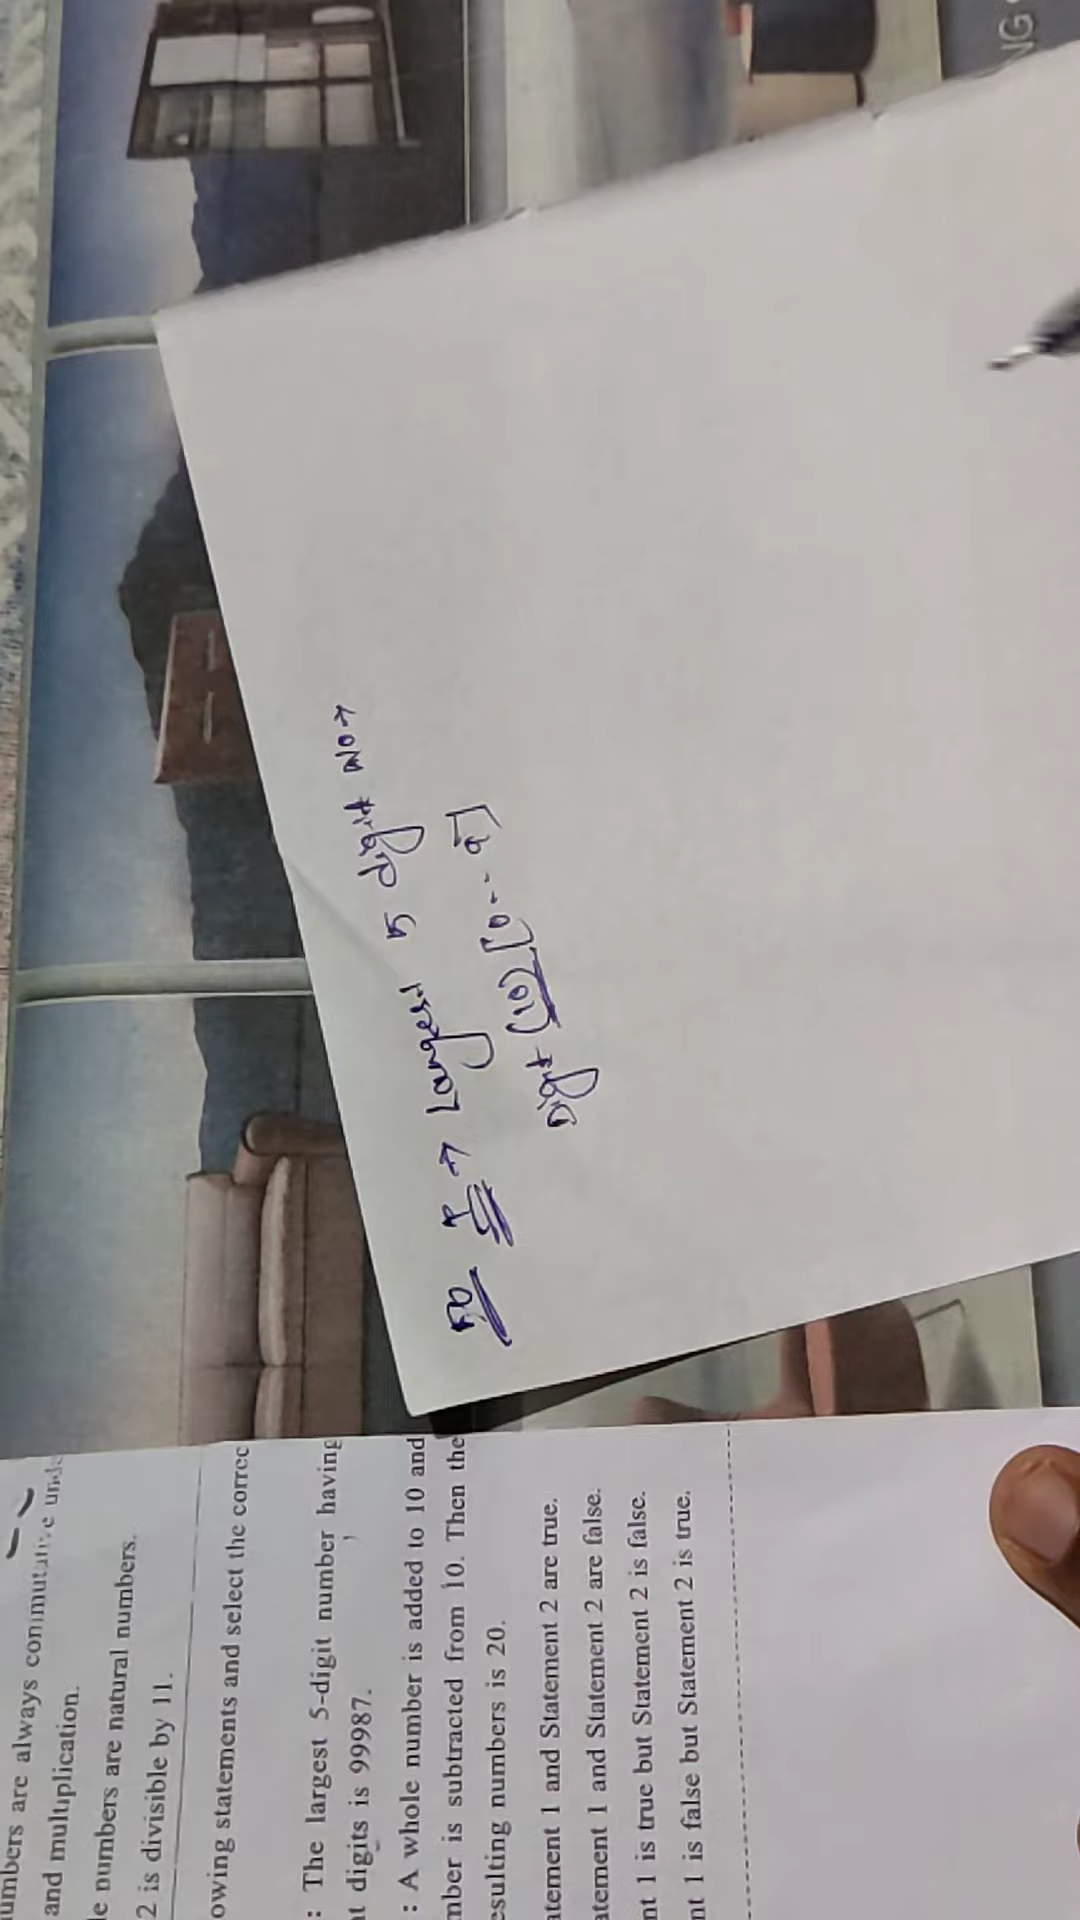 umbers are always commutative unde
and multiplication.
le numbers are natural numbers.
2 is divisible by 11.
owing statements and select the correc
: The largest 5-digit number having
nt digits is 99987.
: A whole number is added to 10 and
mber is subtracted from 10. Then the
esulting numbers is 20.
atement 1 and Statement 2 are true.
atement 1 and Statement 2 are false.
nt 1 is true but Statement 2 is false.
nt 1 is false but Statement 2 is true.
→ Largest 5 digit No →
Digit (10) [0 -- 9]
NG